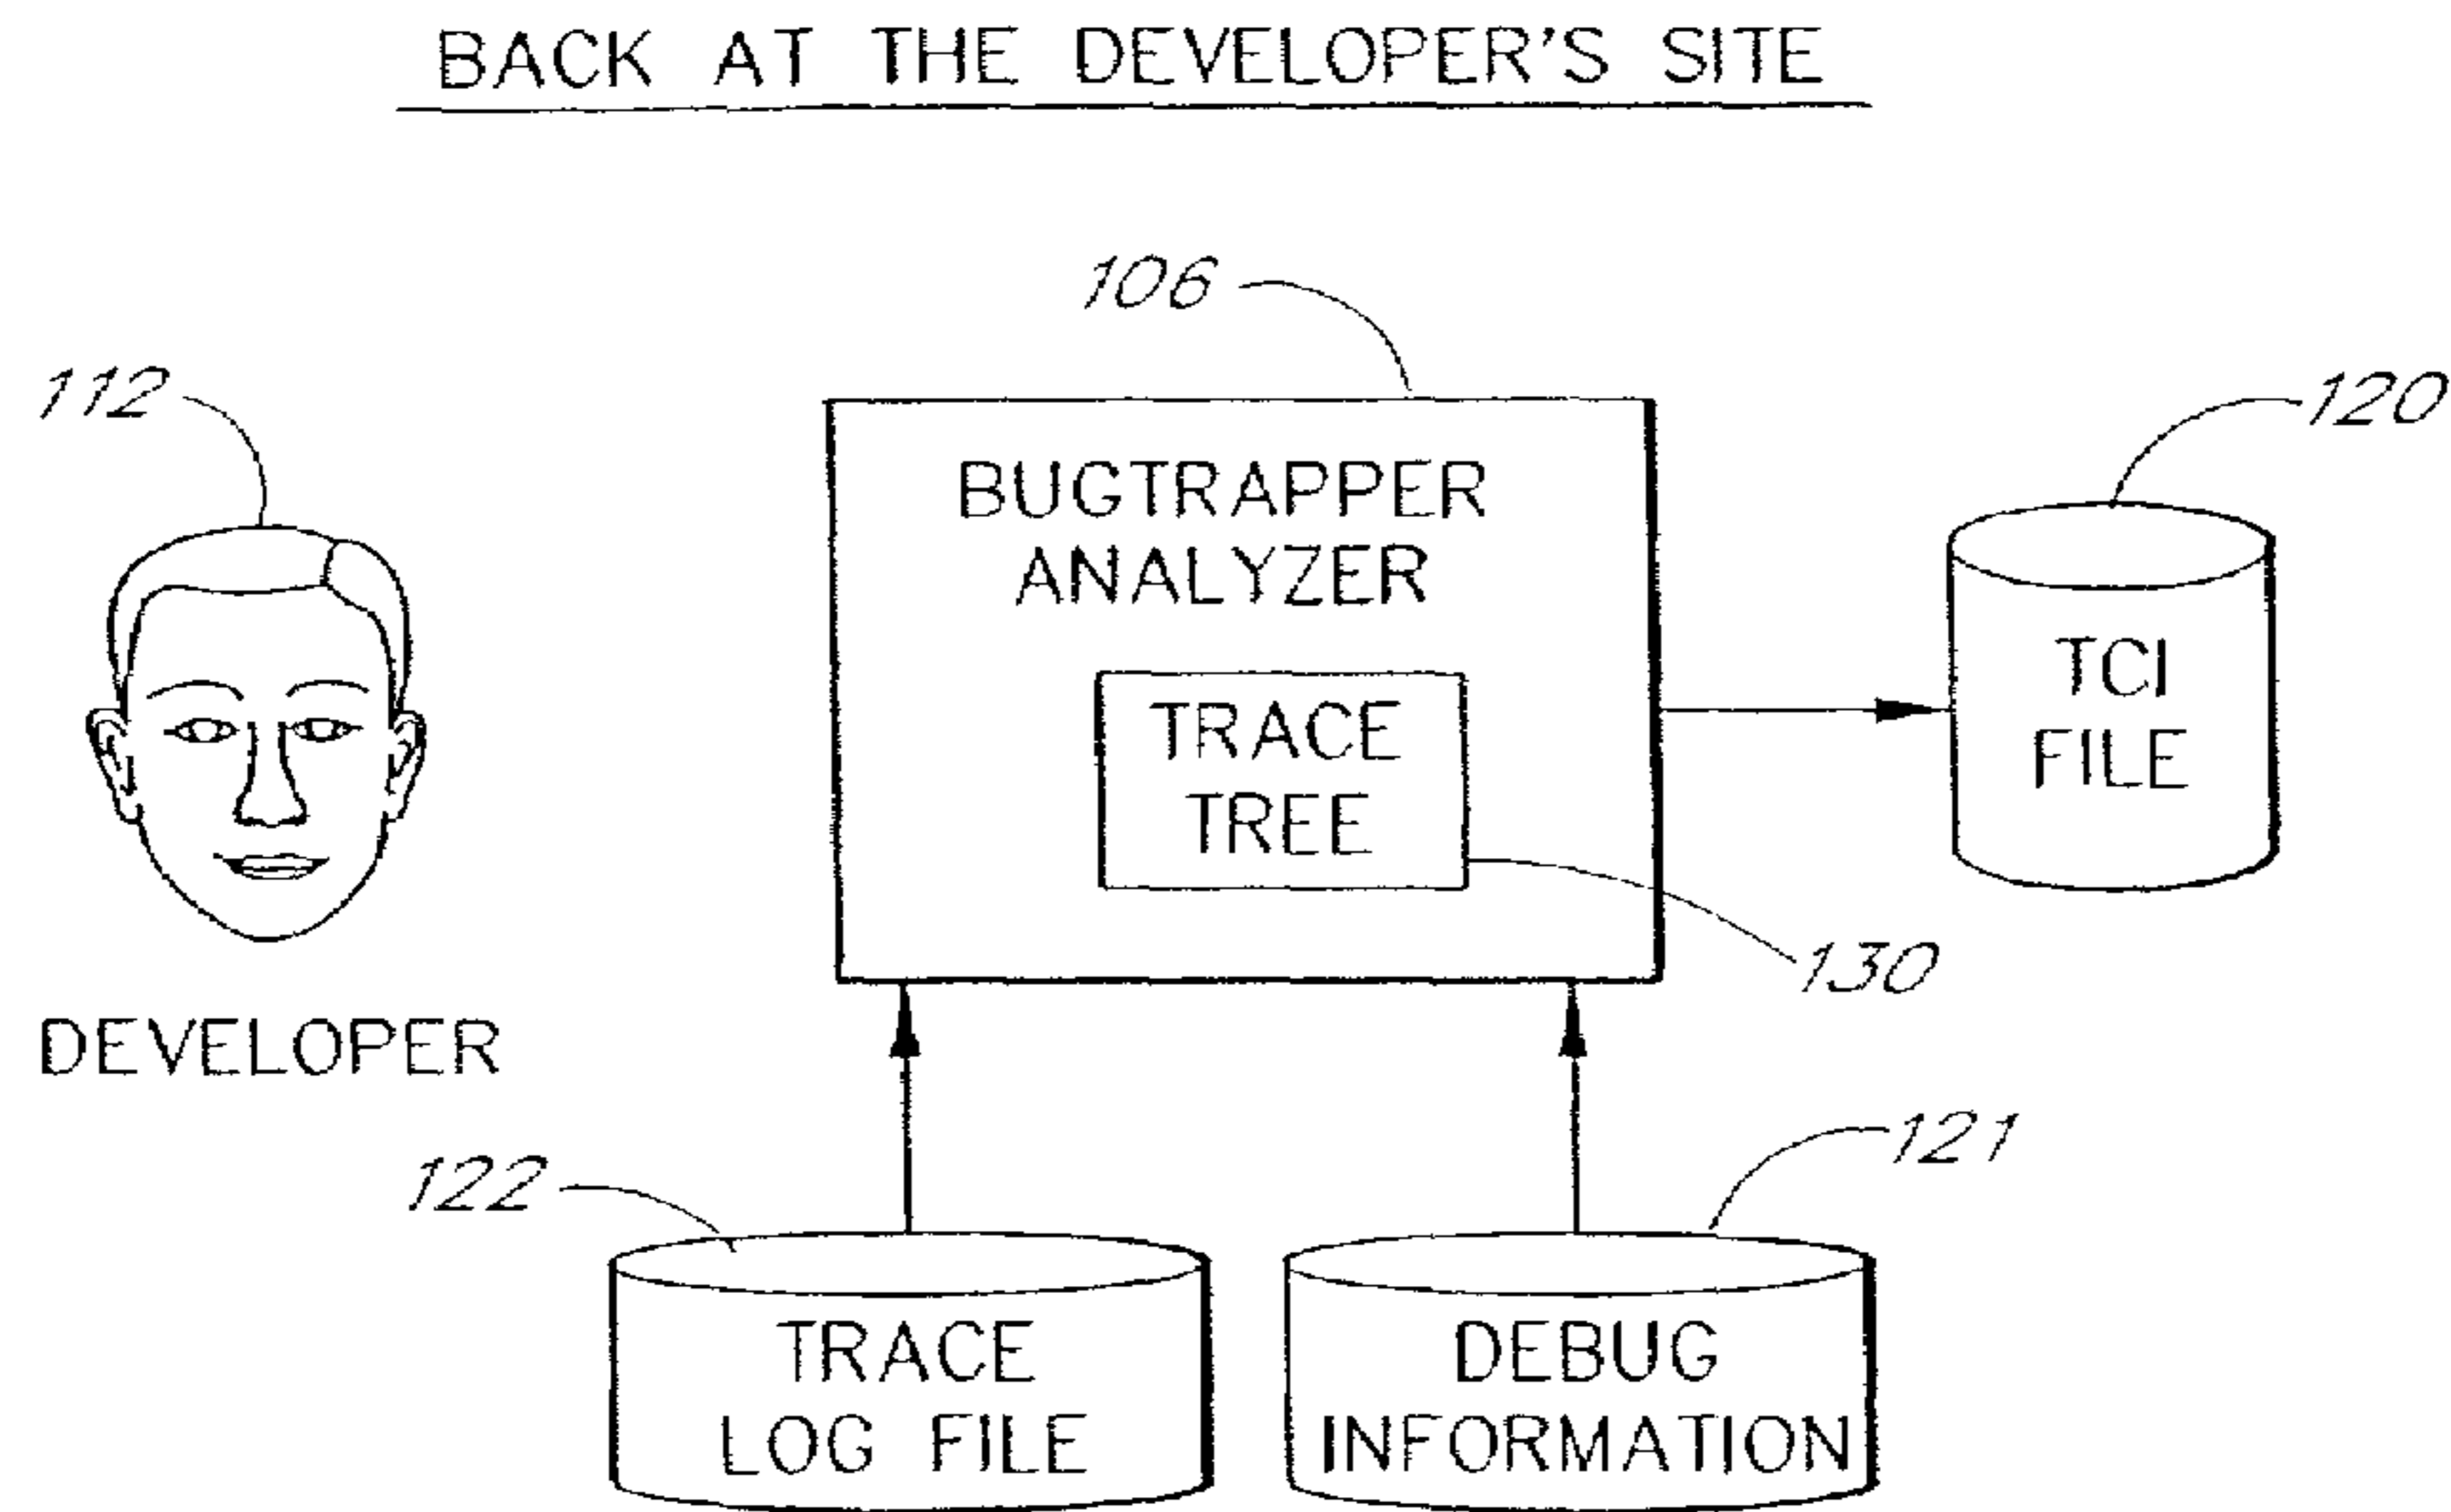 BACK AT THE DEVELOPER'S SITE
106
112
120
BUGTRAPPER
ANALYZER
TCI
FILE
TRACE
TREE
130
DEVELOPER
121
122
TRACE
LOG FILE
DEBUG
INFORMATION